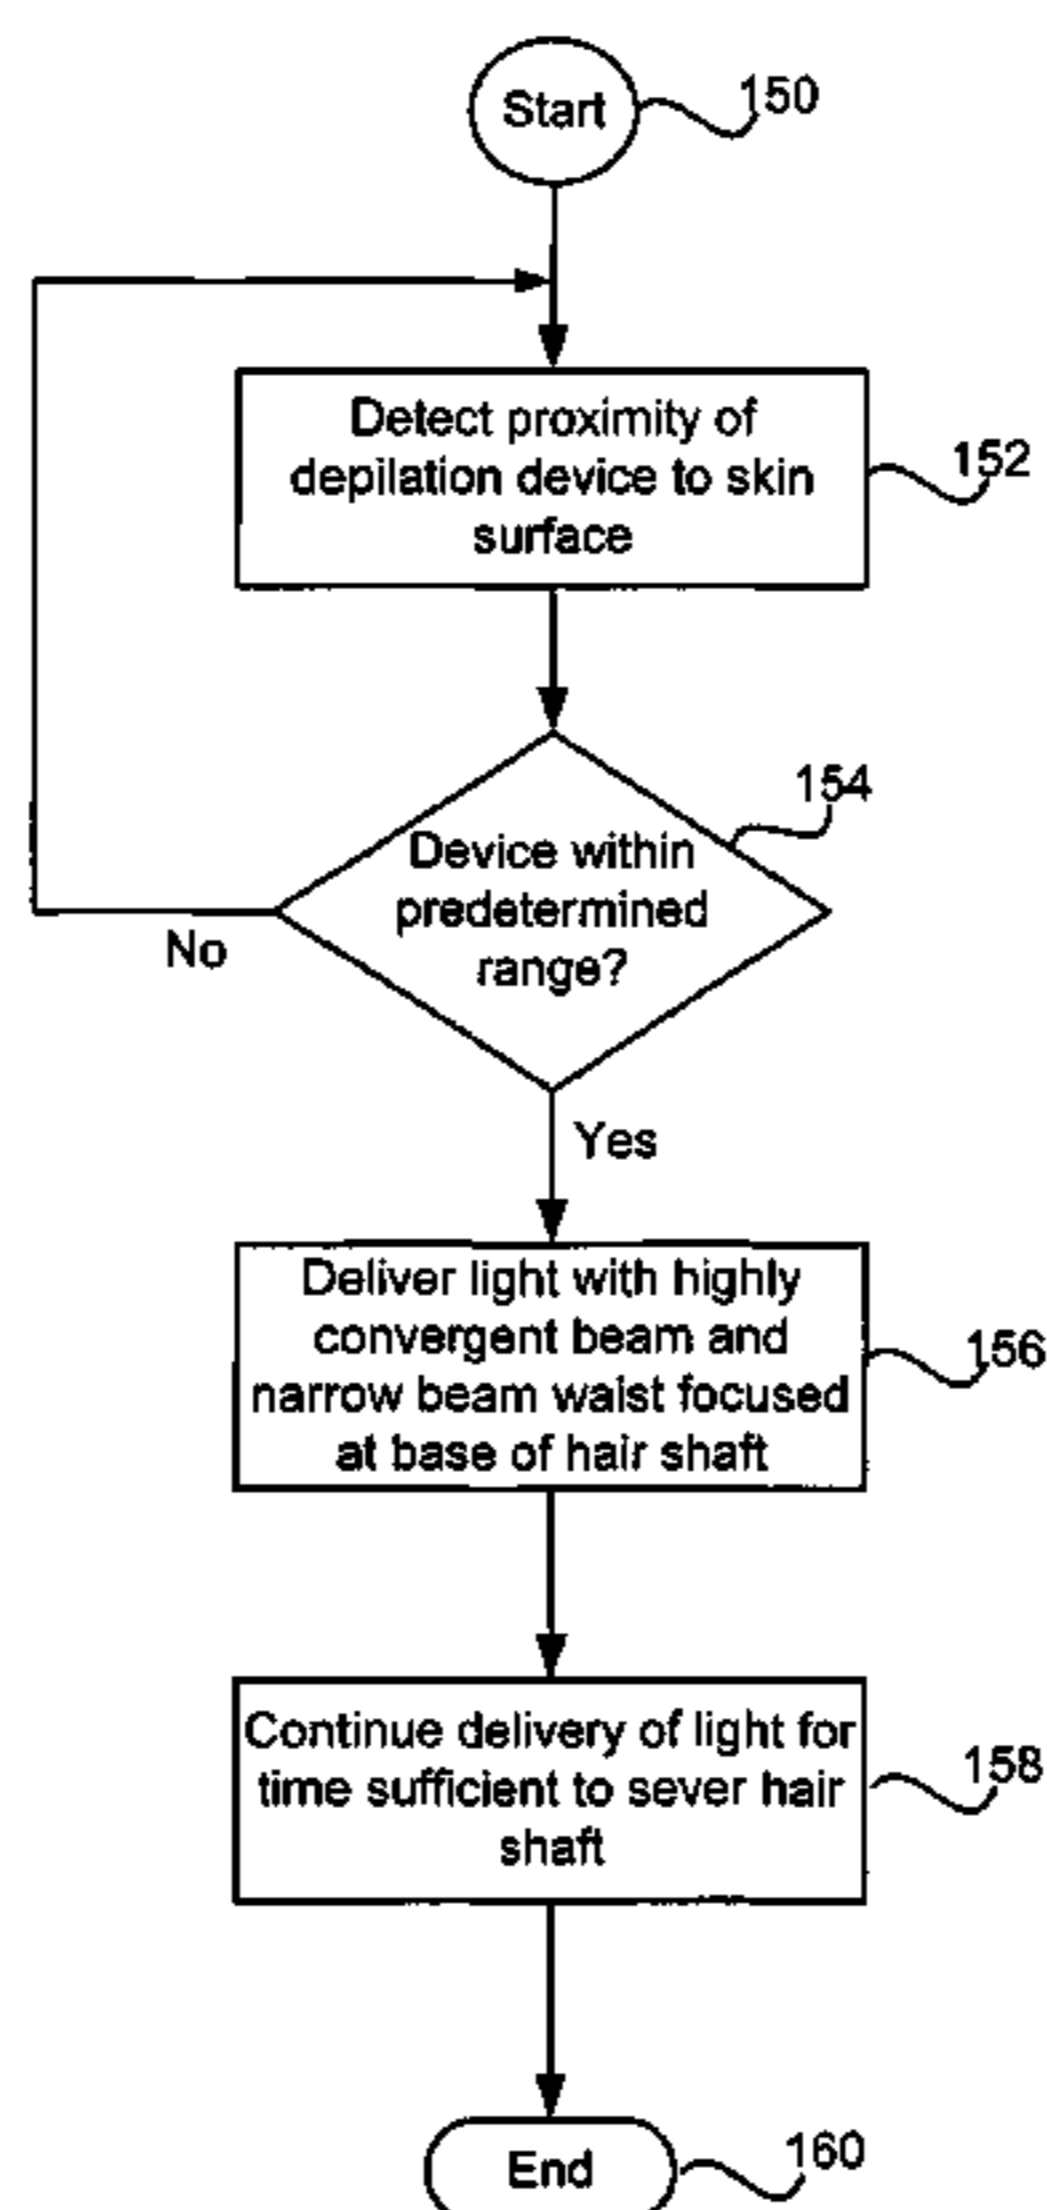 Start
150
Detect proximity of
depilation device to skin
surface
152
154
Device within
predetermined
range?
No
Yes
Deliver light with highly
convergent beam and
narrow beam waist focused
at base of hair shaft
156
Continue delivery of light for
time sufficient to sever hair
shaft
158
End
160